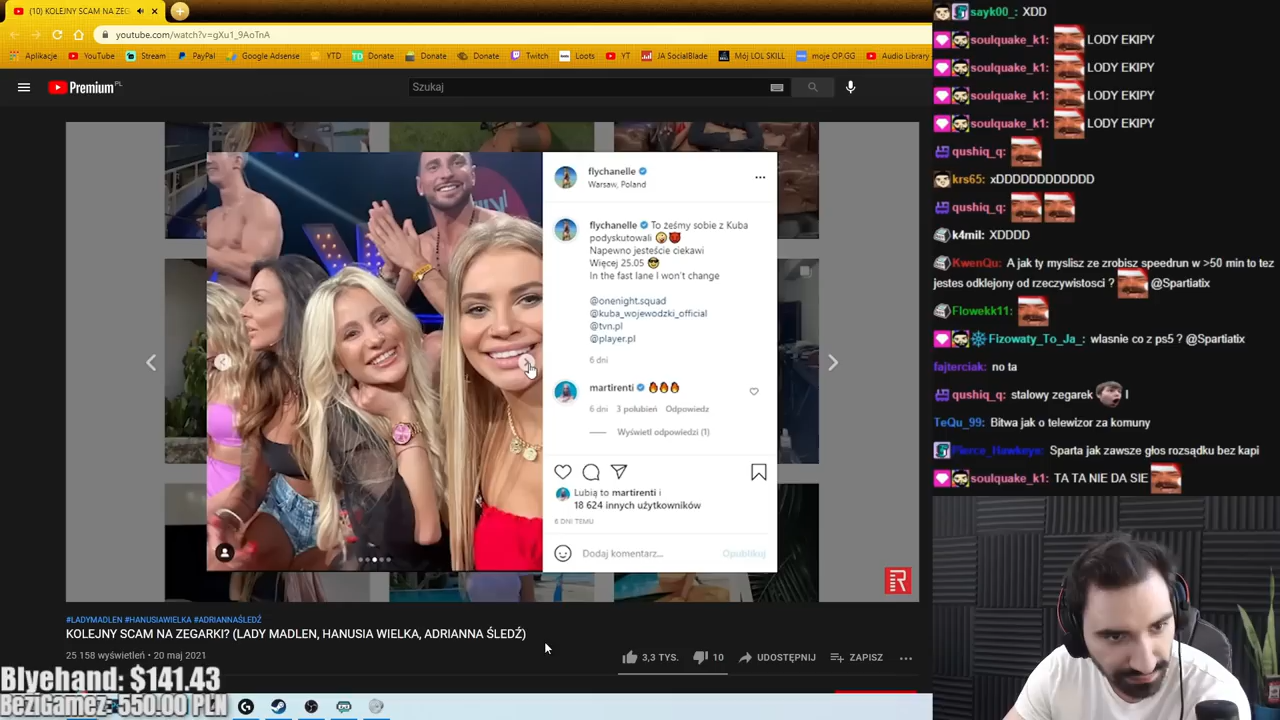 (10) KOLEJNY SCAM NA ZEG
youtube.com/watch?v=gXu1_9AoTnA
Aplikacje
YouTube
Stream
PayPal
Google Adsense
YTD
Donate
Donate
Donate
Twitch
Loots
YT
JA SocialBlade
Mój LOL SKILL
moje OP.GG
Audio Library
Premium PL
Szukaj
flychanelle
Warsaw, Poland
flychanelle To żeśmy sobie z Kuba
podyskutowali
Napewno jesteście ciekawi
Więcej 25.05
In the fast lane I won't change
@onenight.squad
@kuba_wojewodzki_official
@tvn.pl
@player.pl
6 dni
martirenti
6 dni 3 polubień Odpowiedz
Wyświetl odpowiedzi (1)
Lubią to martirenti i
18 624 innych użytkowników
6 DNI TEMU
Dodaj komentarz...
Opublikuj
#LADYMADLEN #HANUSIAWIELKA #ADRIANNAŚLEDŹ
KOLEJNY SCAM NA ZEGARKI? (LADY MADLEN, HANUSIA WIELKA, ADRIANNA ŚLEDŹ)
25 158 wyświetleń • 20 maj 2021
3,3 TYS.
10
UDOSTĘPNIJ
ZAPISZ
Blyehand: $141.43
BeziGamez: 550.00 PLN
sayk00_: XDD
soulquake_k1: LODY EKIPY
soulquake_k1: LODY EKIPY
soulquake_k1: LODY EKIPY
soulquake_k1: LODY EKIPY
qushiq_q:
krs65: xDDDDDDDDDDDD
qushiq_q:
k4mil: XDDDD
KwenQu: A jak ty myslisz ze zrobisz speedrun w >50 min to tez
jestes odklejony od rzeczywistosci ? @Spartiatix
Flowekk11:
Fizowaty_To_Ja_: wlasnie co z ps5 ? @Spartiatix
fajterciak: no ta
qushiq_q: stalowy zegarek I
TeQu_99: Bitwa jak o telewizor za komuny
Pierce_Hawknyx: Sparta jak zawsze głos rozsądku bez kapi
soulquake_k1: TA TA NIE DA SIE